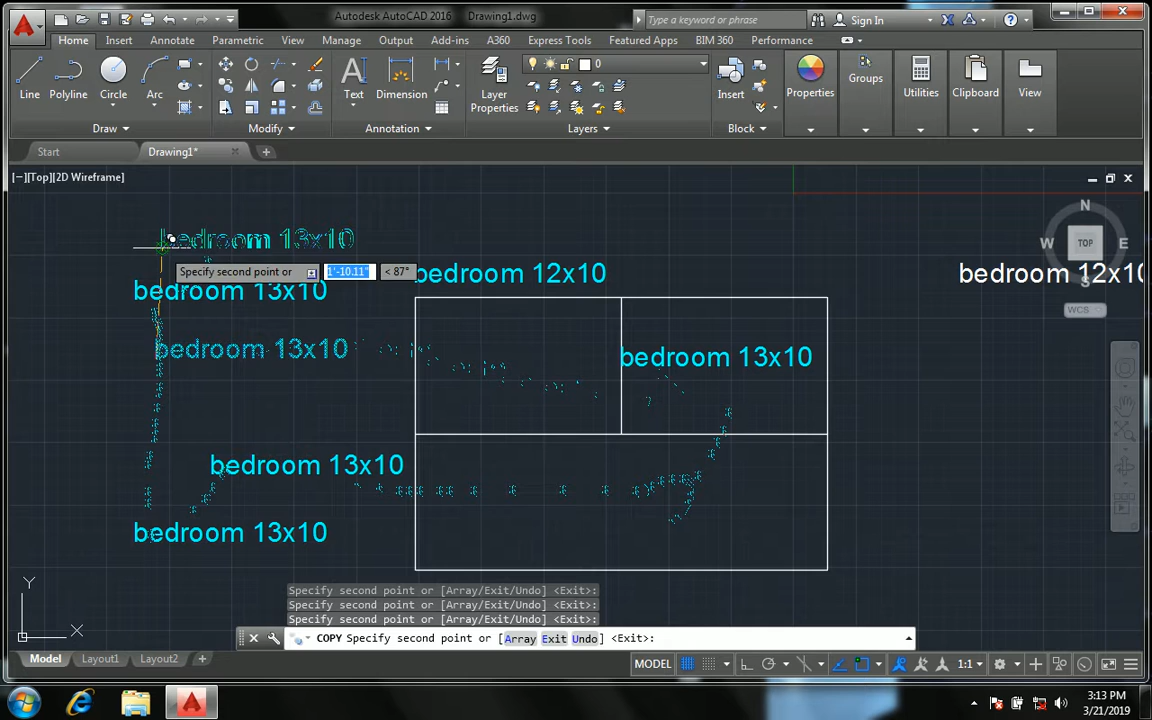 Autodesk AutoCAD 2016 Drawing1.dwg
Type a keyword or phrase
Sign In
Home Insert Annotate Parametric View Manage Output Add-ins A360 Express Tools Featured Apps BIM 360 Performance
Line Polyline Circle Arc
Text Dimension
Layer Properties
0
Insert
Properties
Groups
Utilities
Clipboard
View
Draw Modify Annotation Layers Block
Start Drawing1*
[−][Top][2D Wireframe]
N
W TOP E
S
WCS
bedroom 13x10
Specify second point or 1'-10.11" < 87°
bedroom 12x10
bedroom 12x10
bedroom 13x10
bedroom 13x10
bedroom 13x10
bedroom 13x10
bedroom 13x10
Y
X
Specify second point or [Array/Exit/Undo] <Exit>:
Specify second point or [Array/Exit/Undo] <Exit>:
Specify second point or [Array/Exit/Undo] <Exit>:
COPY Specify second point or [Array Exit Undo] <Exit>:
Model Layout1 Layout2
MODEL
1:1
3:13 PM
3/21/2019